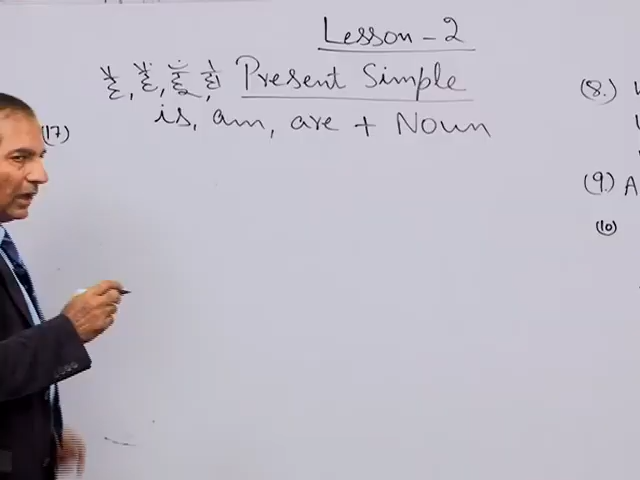 Lesson - 2
है, हैं, हूँ, हो Present Simple
is, am, are + Noun
(17)
(8.)
(9.) A
(10)